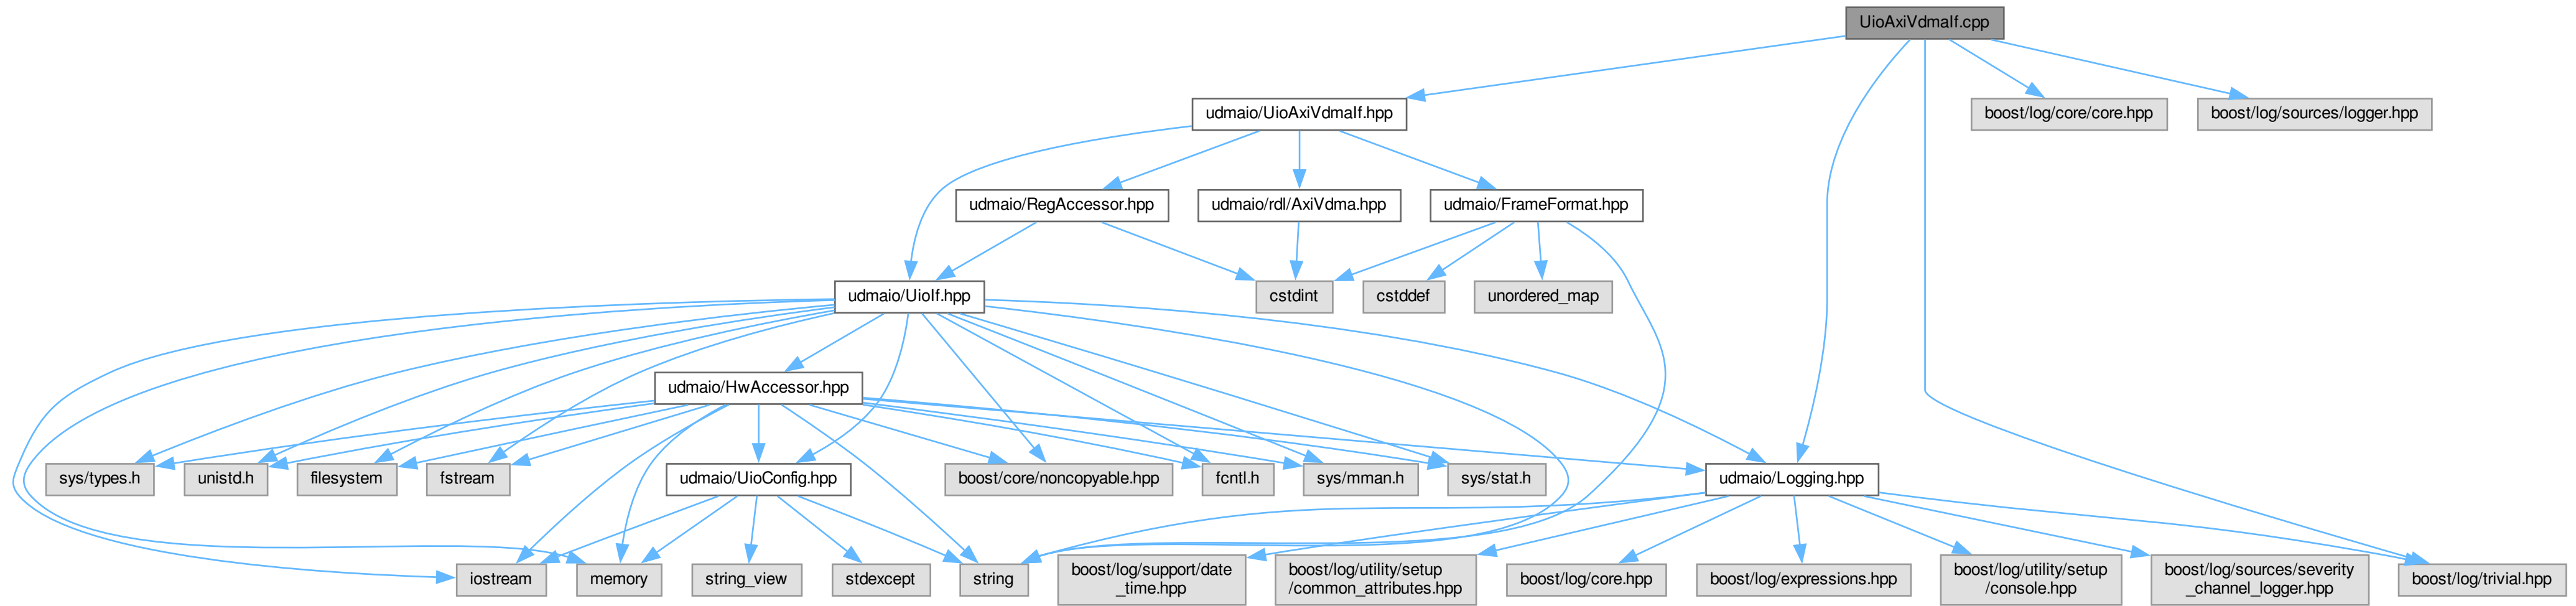 UioAxiVdmaIf.cpp
udmaio/UioAxiVdmaIf.hpp
boost/log/core/core.hpp
boost/log/sources/logger.hpp
udmaio/RegAccessor.hpp
udmaio/rdl/AxiVdma.hpp
udmaio/FrameFormat.hpp
udmaio/UioIf.hpp
cstdint
cstddef
unordered_map
udmaio/HwAccessor.hpp
sys/types.h
unistd.h
filesystem
fstream
udmaio/UioConfig.hpp
boost/core/noncopyable.hpp
fcntl.h
sys/mman.h
sys/stat.h
udmaio/Logging.hpp
iostream
memory
string_view
stdexcept
string
boost/log/support/date
_time.hpp
boost/log/utility/setup
/common_attributes.hpp
boost/log/core.hpp
boost/log/expressions.hpp
boost/log/utility/setup
/console.hpp
boost/log/sources/severity
_channel_logger.hpp
boost/log/trivial.hpp